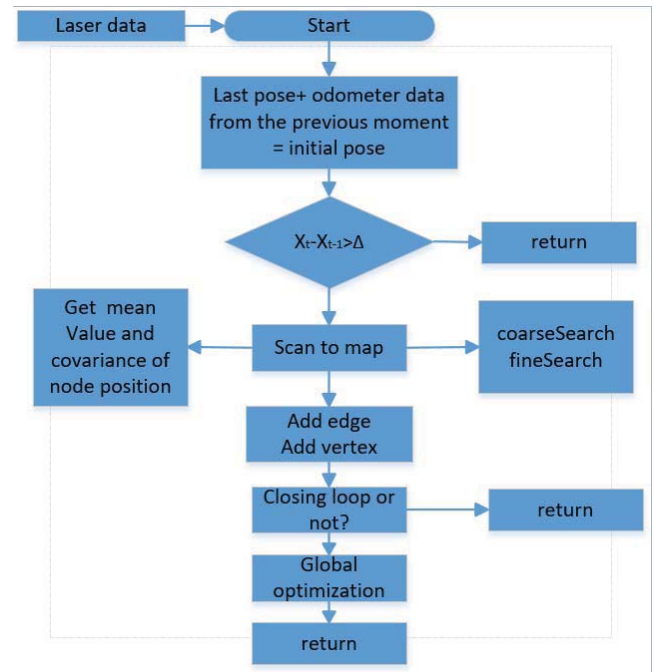 Laser data
Start
Last pose+ odometer data
from the previous moment
= initial pose
Xt-Xt-1>Δ
return
Get  mean
Value and
covariance of
node position
Scan to map
coarseSearch
fineSearch
Add edge
Add vertex
Closing loop or
not?
return
Global
optimization
return